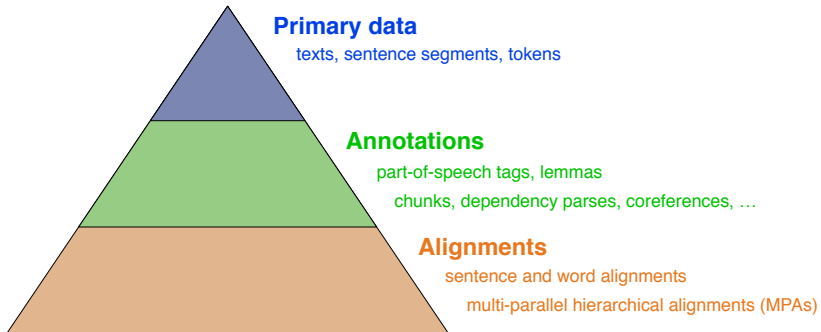 Primary data
texts, sentence segments, tokens
Annotations
part-of-speech tags, lemmas
chunks, dependency parses, coreferences, …
Alignments
sentence and word alignments
multi-parallel hierarchical alignments (MPAs)